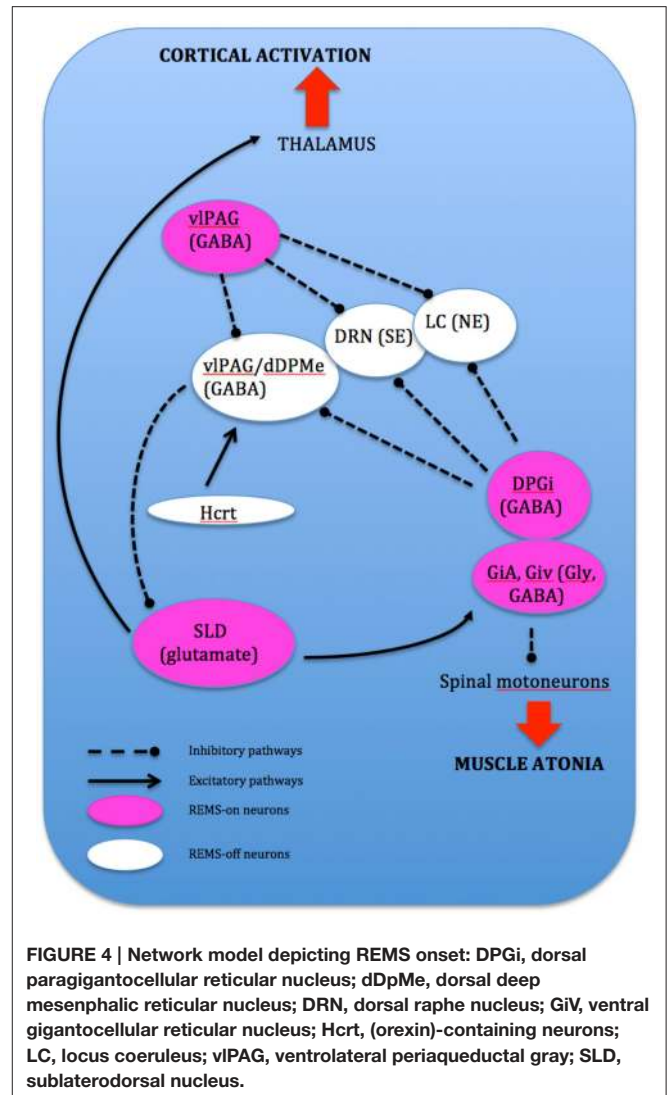 CORTICAL ACTIVATION
THALAMUS
vlPAG
(GABA)
DRN (SE)
LC (NE)
vlPAG/dDPMe
(GABA)
DPGi
(GABA)
Hcrt
GiA, Giv (Gly,
GABA)
SLD
(glutamate)
Spinal motoneurons
MUSCLE ATONIA
Inhibitory pathways
Excitatory pathways
REMS-on neurons
REMS-off neurons
FIGURE 4 | Network model depicting REMS onset: DPGi, dorsal
paragigantocellular reticular nucleus; dDpMe, dorsal deep
mesenphalic reticular nucleus; DRN, dorsal raphe nucleus; GiV, ventral
gigantocellular reticular nucleus; Hcrt, (orexin)-containing neurons;
LC, locus coeruleus; vlPAG, ventrolateral periaqueductal gray; SLD,
sublaterodorsal nucleus.